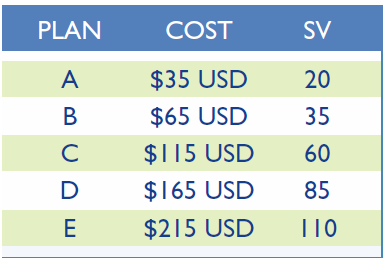 PLAN COST SV
A $35 USD 20
B $65 USD 35
C $115 USD 60
D $165 USD 85
E $215 USD 110